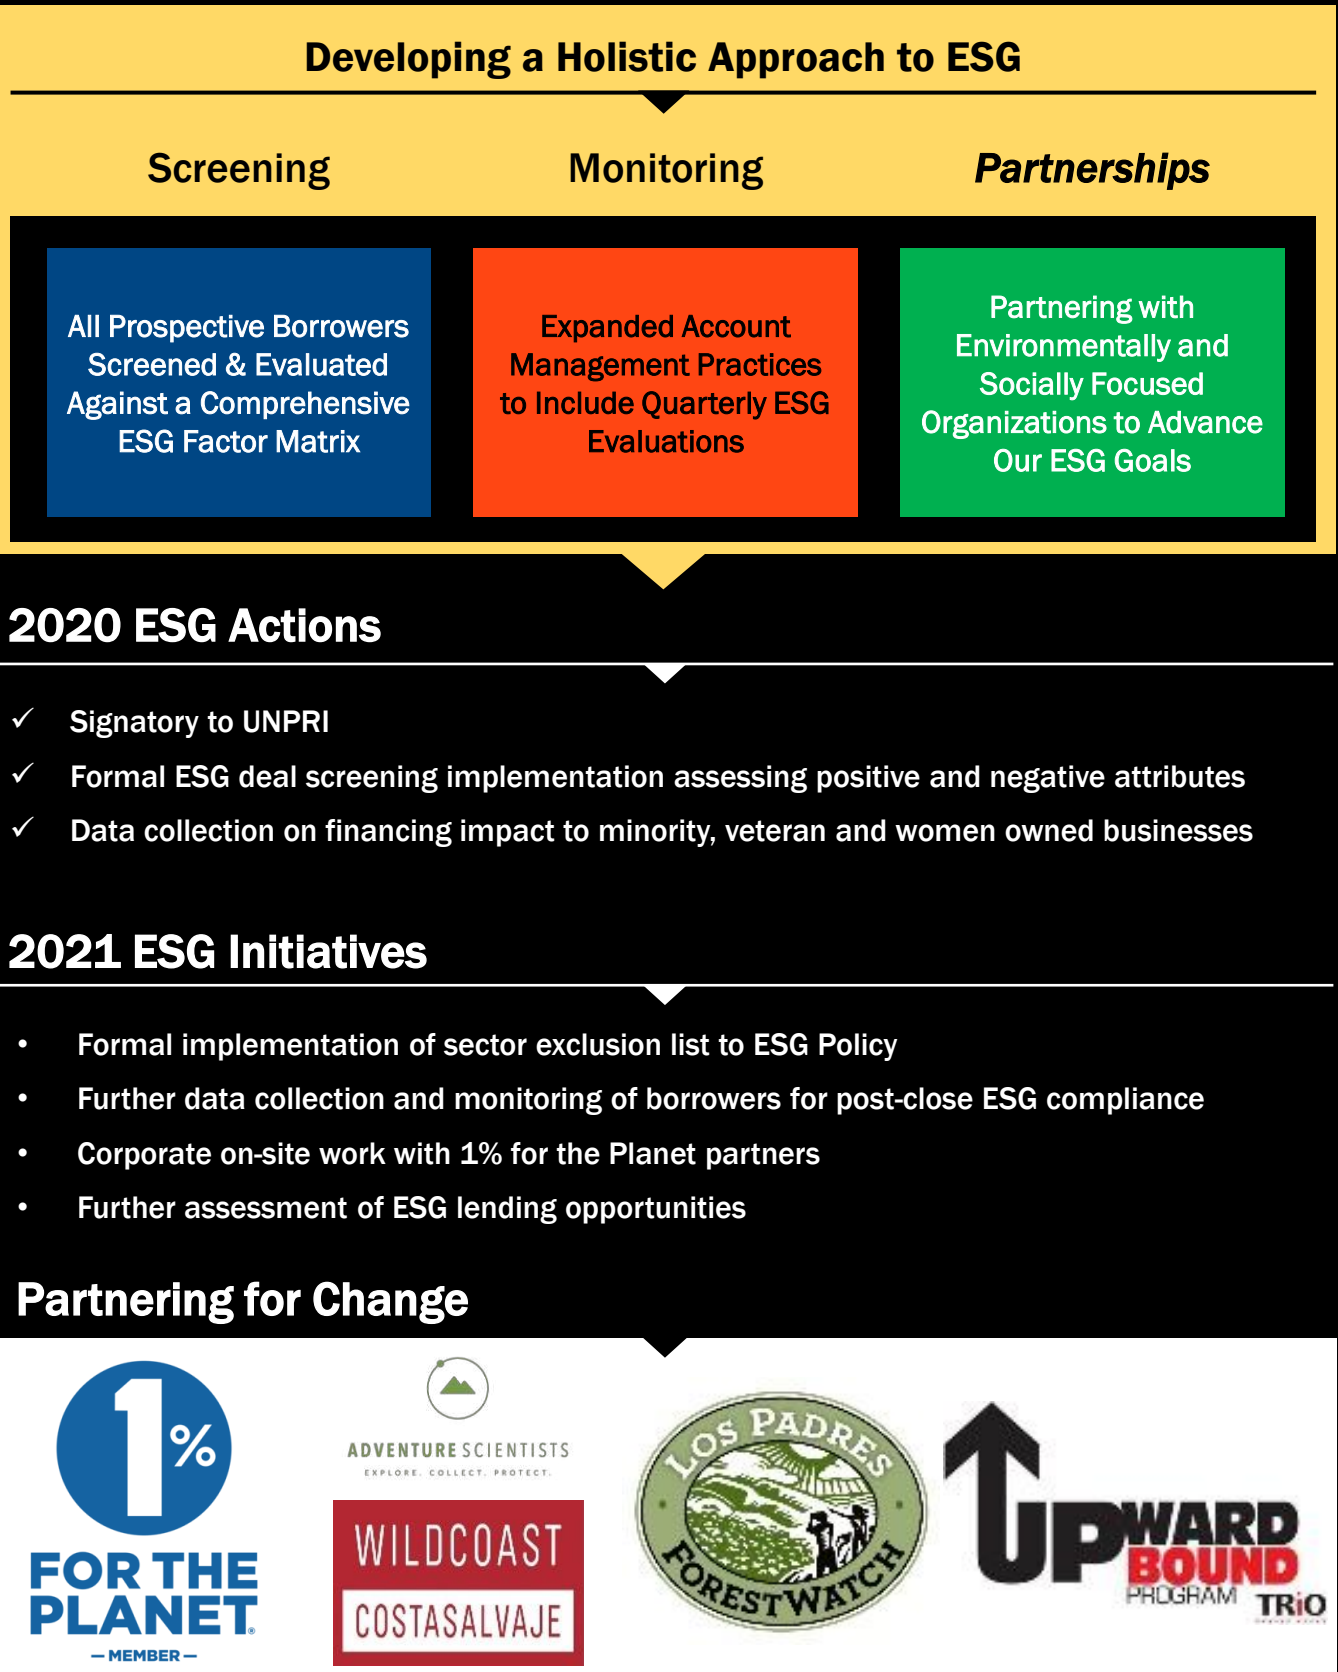 Developing a Holistic Approach to ESG
Screening
Monitoring
Partnerships
All Prospective Borrowers
Screened & Evaluated
Against a Comprehensive
ESG Factor Matrix
Expanded Account
Management Practices
to Include Quarterly ESG
Evaluations
Partnering with
Environmentally and
Socially Focused
Organizations to Advance
Our ESG Goals
2020 ESG Actions
✓ Signatory to UNPRI
✓ Formal ESG deal screening implementation assessing positive and negative attributes
✓ Data collection on financing impact to minority, veteran and women owned businesses
2021 ESG Initiatives
• Formal implementation of sector exclusion list to ESG Policy
• Further data collection and monitoring of borrowers for post-close ESG compliance
• Corporate on-site work with 1% for the Planet partners
• Further assessment of ESG lending opportunities
Partnering for Change
1%
FOR THE
PLANET®
— MEMBER —
ADVENTURE SCIENTISTS
EXPLORE. COLLECT. PROTECT.
WILDCOAST
COSTASALVAJE
LOS PADRES
FORESTWATCH
UPWARD
BOUND
PROGRAM
TRiO